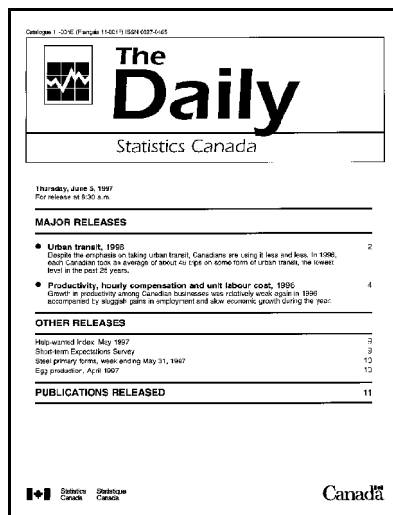 Catalogue 11-001E (Français 11-001F) ISSN 0827-0465
The
Daily
Statistics Canada
Thursday, June 5, 1997
For release at 8:30 a.m.
MAJOR RELEASES
● Urban transit, 1996 2
Despite the emphasis on taking urban transit, Canadians are using it less and less. In 1996,
each Canadian took an average of about 48 trips on some form of urban transit, the lowest
level in the past 25 years.
● Productivity, hourly compensation and unit labour cost, 1996 4
Growth in productivity among Canadian businesses was relatively weak again in 1996
accompanied by sluggish gains in employment and slow economic growth during the year.
OTHER RELEASES
Help-wanted Index May 1997 9
Short-term Expectations Survey 9
Steel primary forms, week ending May 31, 1997 10
Egg production, April 1997 10
PUBLICATIONS RELEASED 11
Statistics Canada
Statistique Canada
Canada